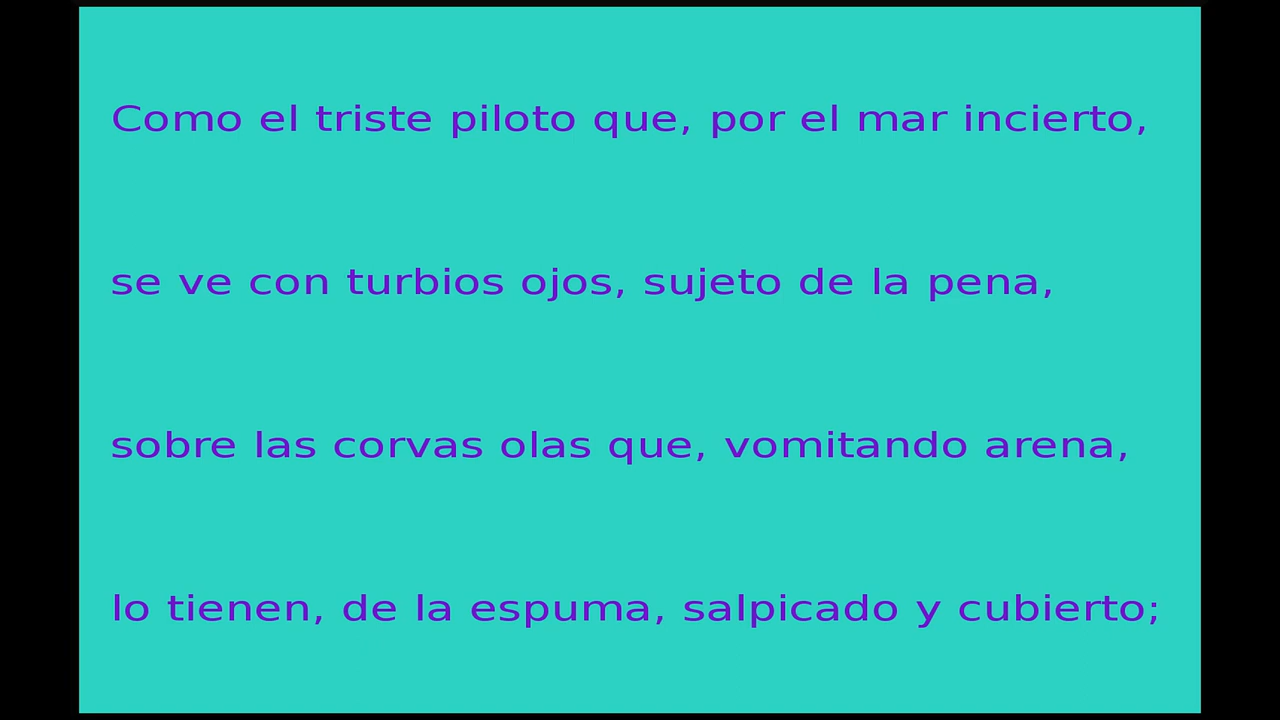 Como el triste piloto que, por el mar incierto,
se ve con turbios ojos, sujeto de la pena,
sobre las corvas olas que, vomitando arena,
lo tienen, de la espuma, salpicado y cubierto;